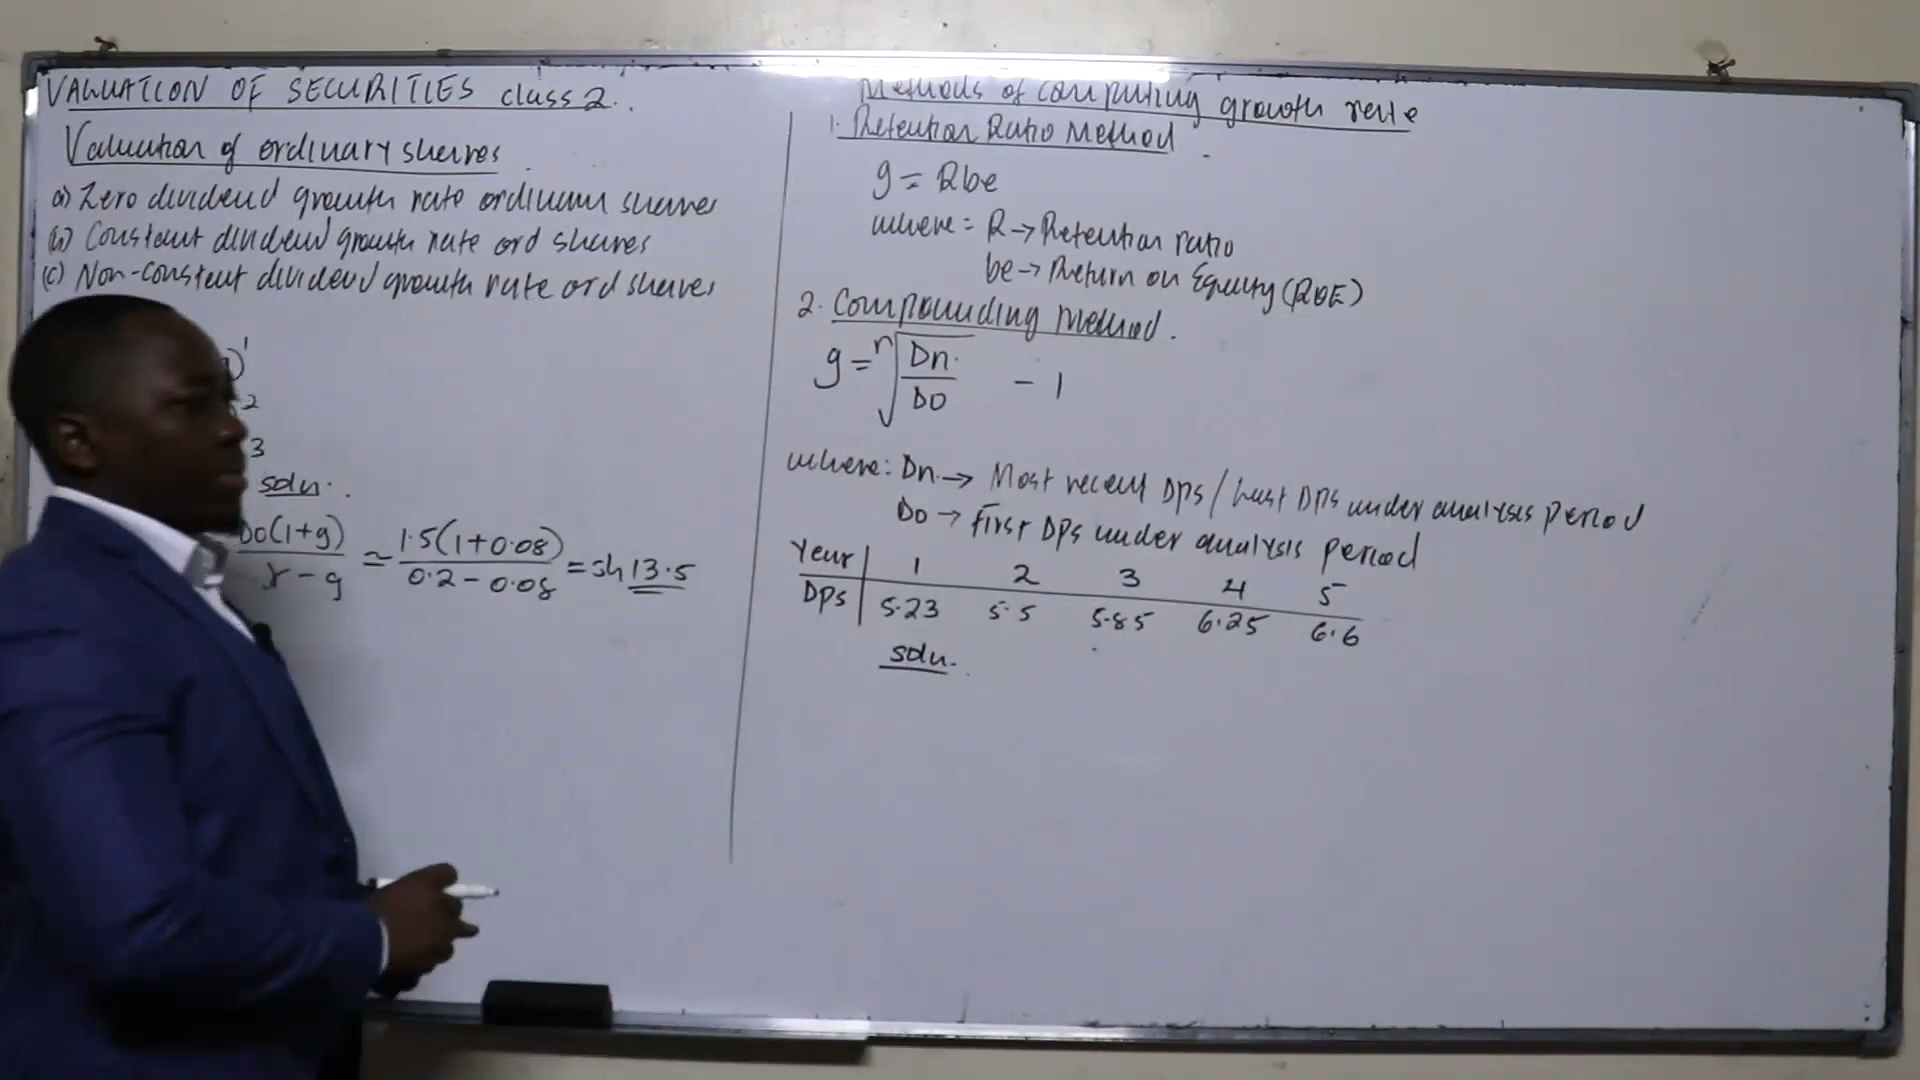 VALUATION OF SECURITIES class 2.
Valuation of ordinary shares
a) Zero dividend growth rate ordinary shares
(b) Constant dividend growth rate ord shares
(c) Non-constant dividend growth rate ord shares
)¹
2
3
soln.
D0(1+g) / r-g = 1.5(1+0.08) / 0.2-0.08 = sh 13.5
Methods of computing growth rate
1. Retention Ratio Method
g = Rbe
where = R → Retention ratio
be → Return on Equity (ROE)
2. Compounding Method.
g = n√(Dn / D0) - 1
where: Dn → Most recent DPS / Last DPS under analysis period
D0 → First DPS under analysis period
Year | 1 2 3 4 5
DPS | 5.23 5.5 5.85 6.25 6.6
soln.